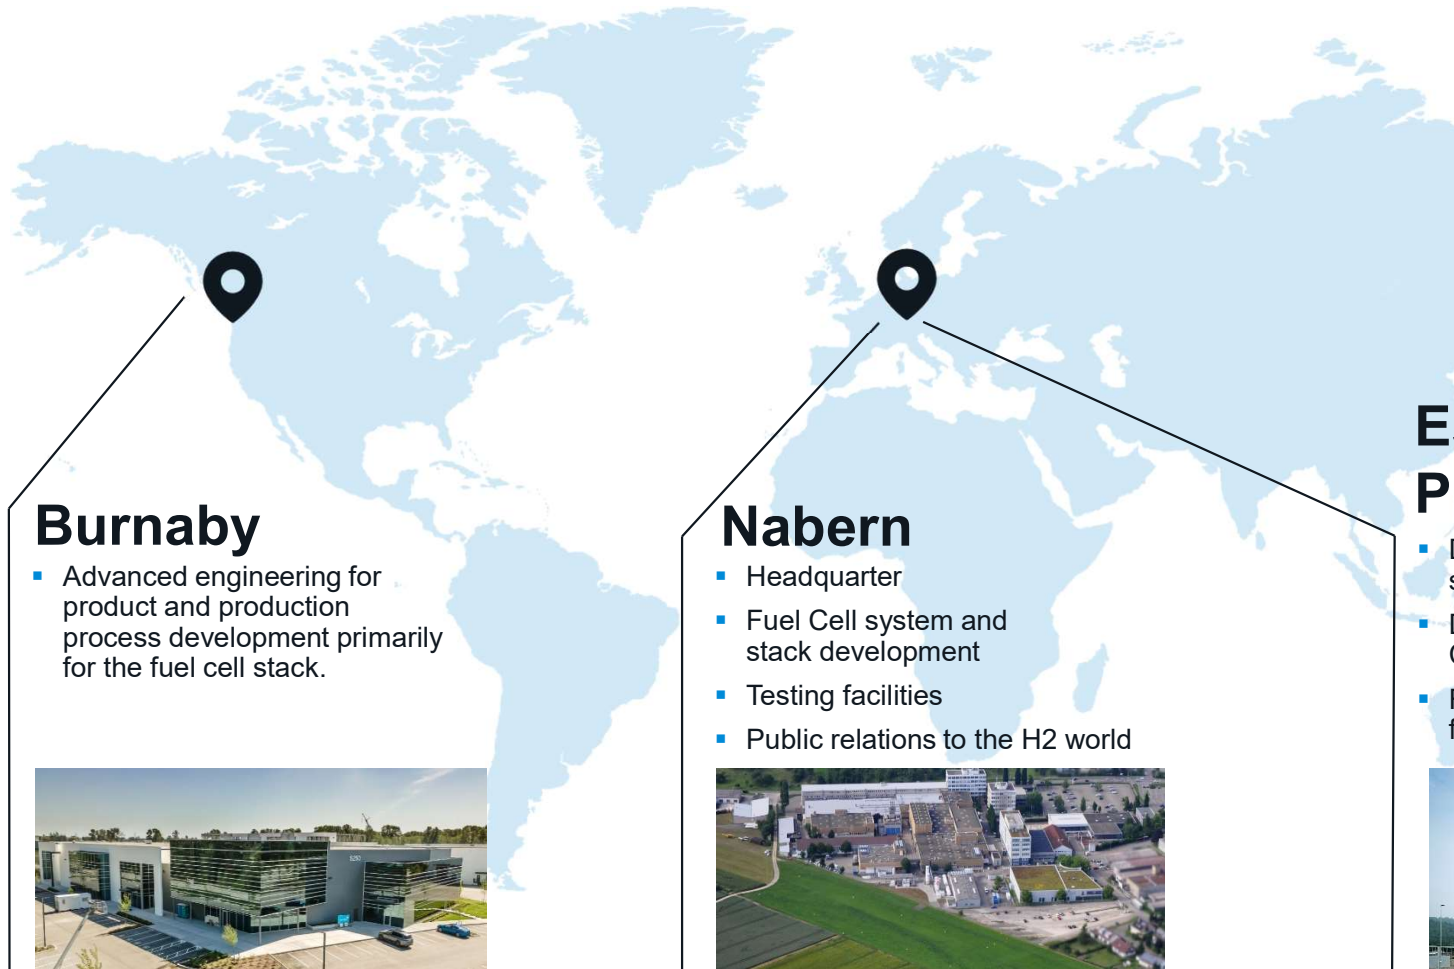 Burnaby
Advanced engineering for
product and production
process development primarily
for the fuel cell stack.
Nabern
Headquarter
Fuel Cell system and
stack development
Testing facilities
Public relations to the H2 world